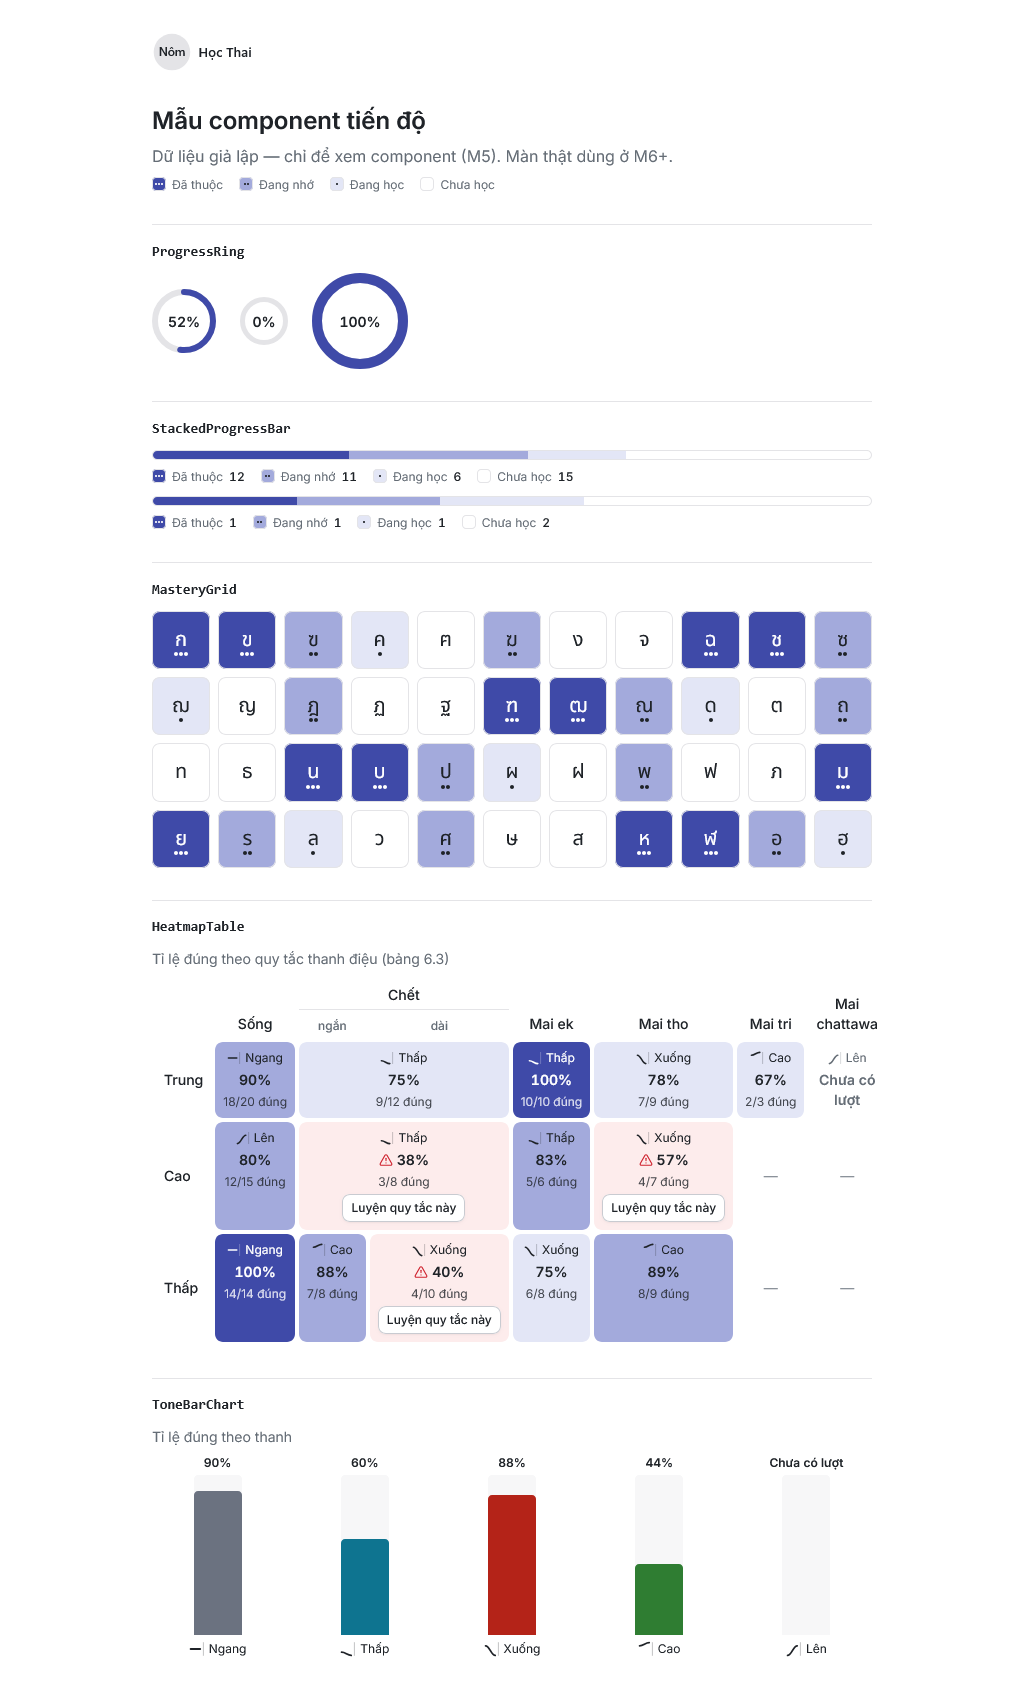 Nôm Học Thai
Mẫu component tiến độ
Dữ liệu giả lập — chỉ để xem component (M5). Màn thật dùng ở M6+.
Đã thuộc Đang nhớ Đang học Chưa học
ProgressRing
52% 0% 100%
StackedProgressBar
Đã thuộc 12 Đang nhớ 11 Đang học 6 Chưa học 15
Đã thuộc 1 Đang nhớ 1 Đang học 1 Chưa học 2
MasteryGrid
ก ข ฃ ค ฅ ฆ ง จ ฉ ช ซ
ฌ ญ ฎ ฏ ฐ ฑ ฒ ณ ด ต ถ
ท ธ น บ ป ผ ฝ พ ฟ ภ ม
ย ร ล ว ศ ษ ส ห ฬ อ ฮ
HeatmapTable
Tỉ lệ đúng theo quy tắc thanh điệu (bảng 6.3)
Chết Mai
Sống ngắn dài Mai ek Mai tho Mai tri chattawa
Ngang Thấp Thấp Xuống Cao Lên
Trung 90% 75% 100% 78% 67% Chưa có
18/20 đúng 9/12 đúng 10/10 đúng 7/9 đúng 2/3 đúng lượt
Lên Thấp Thấp Xuống
80% 38% 83% 57%
Cao 12/15 đúng 3/8 đúng 5/6 đúng 4/7 đúng — —
Luyện quy tắc này Luyện quy tắc này
Ngang Cao Xuống Xuống Cao
100% 88% 40% 75% 89%
Thấp 14/14 đúng 7/8 đúng 4/10 đúng 6/8 đúng 8/9 đúng — —
Luyện quy tắc này
ToneBarChart
Tỉ lệ đúng theo thanh
90% 60% 88% 44% Chưa có lượt
Ngang Thấp Xuống Cao Lên